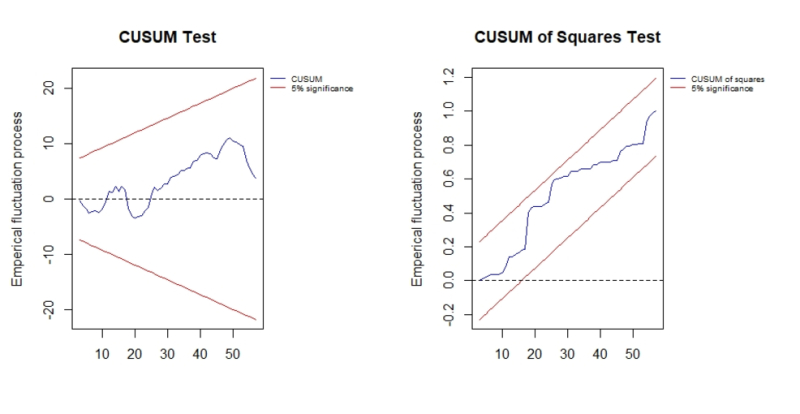 CUSUM Test
CUSUM
5% significance
Emperical fluctuation process
20
10
0
-10
-20
10 20 30 40 50
CUSUM of Squares Test
CUSUM of squares
5% significance
Emperical fluctuation process
1.2
1.0
0.8
0.6
0.4
0.2
0.0
-0.2
10 20 30 40 50